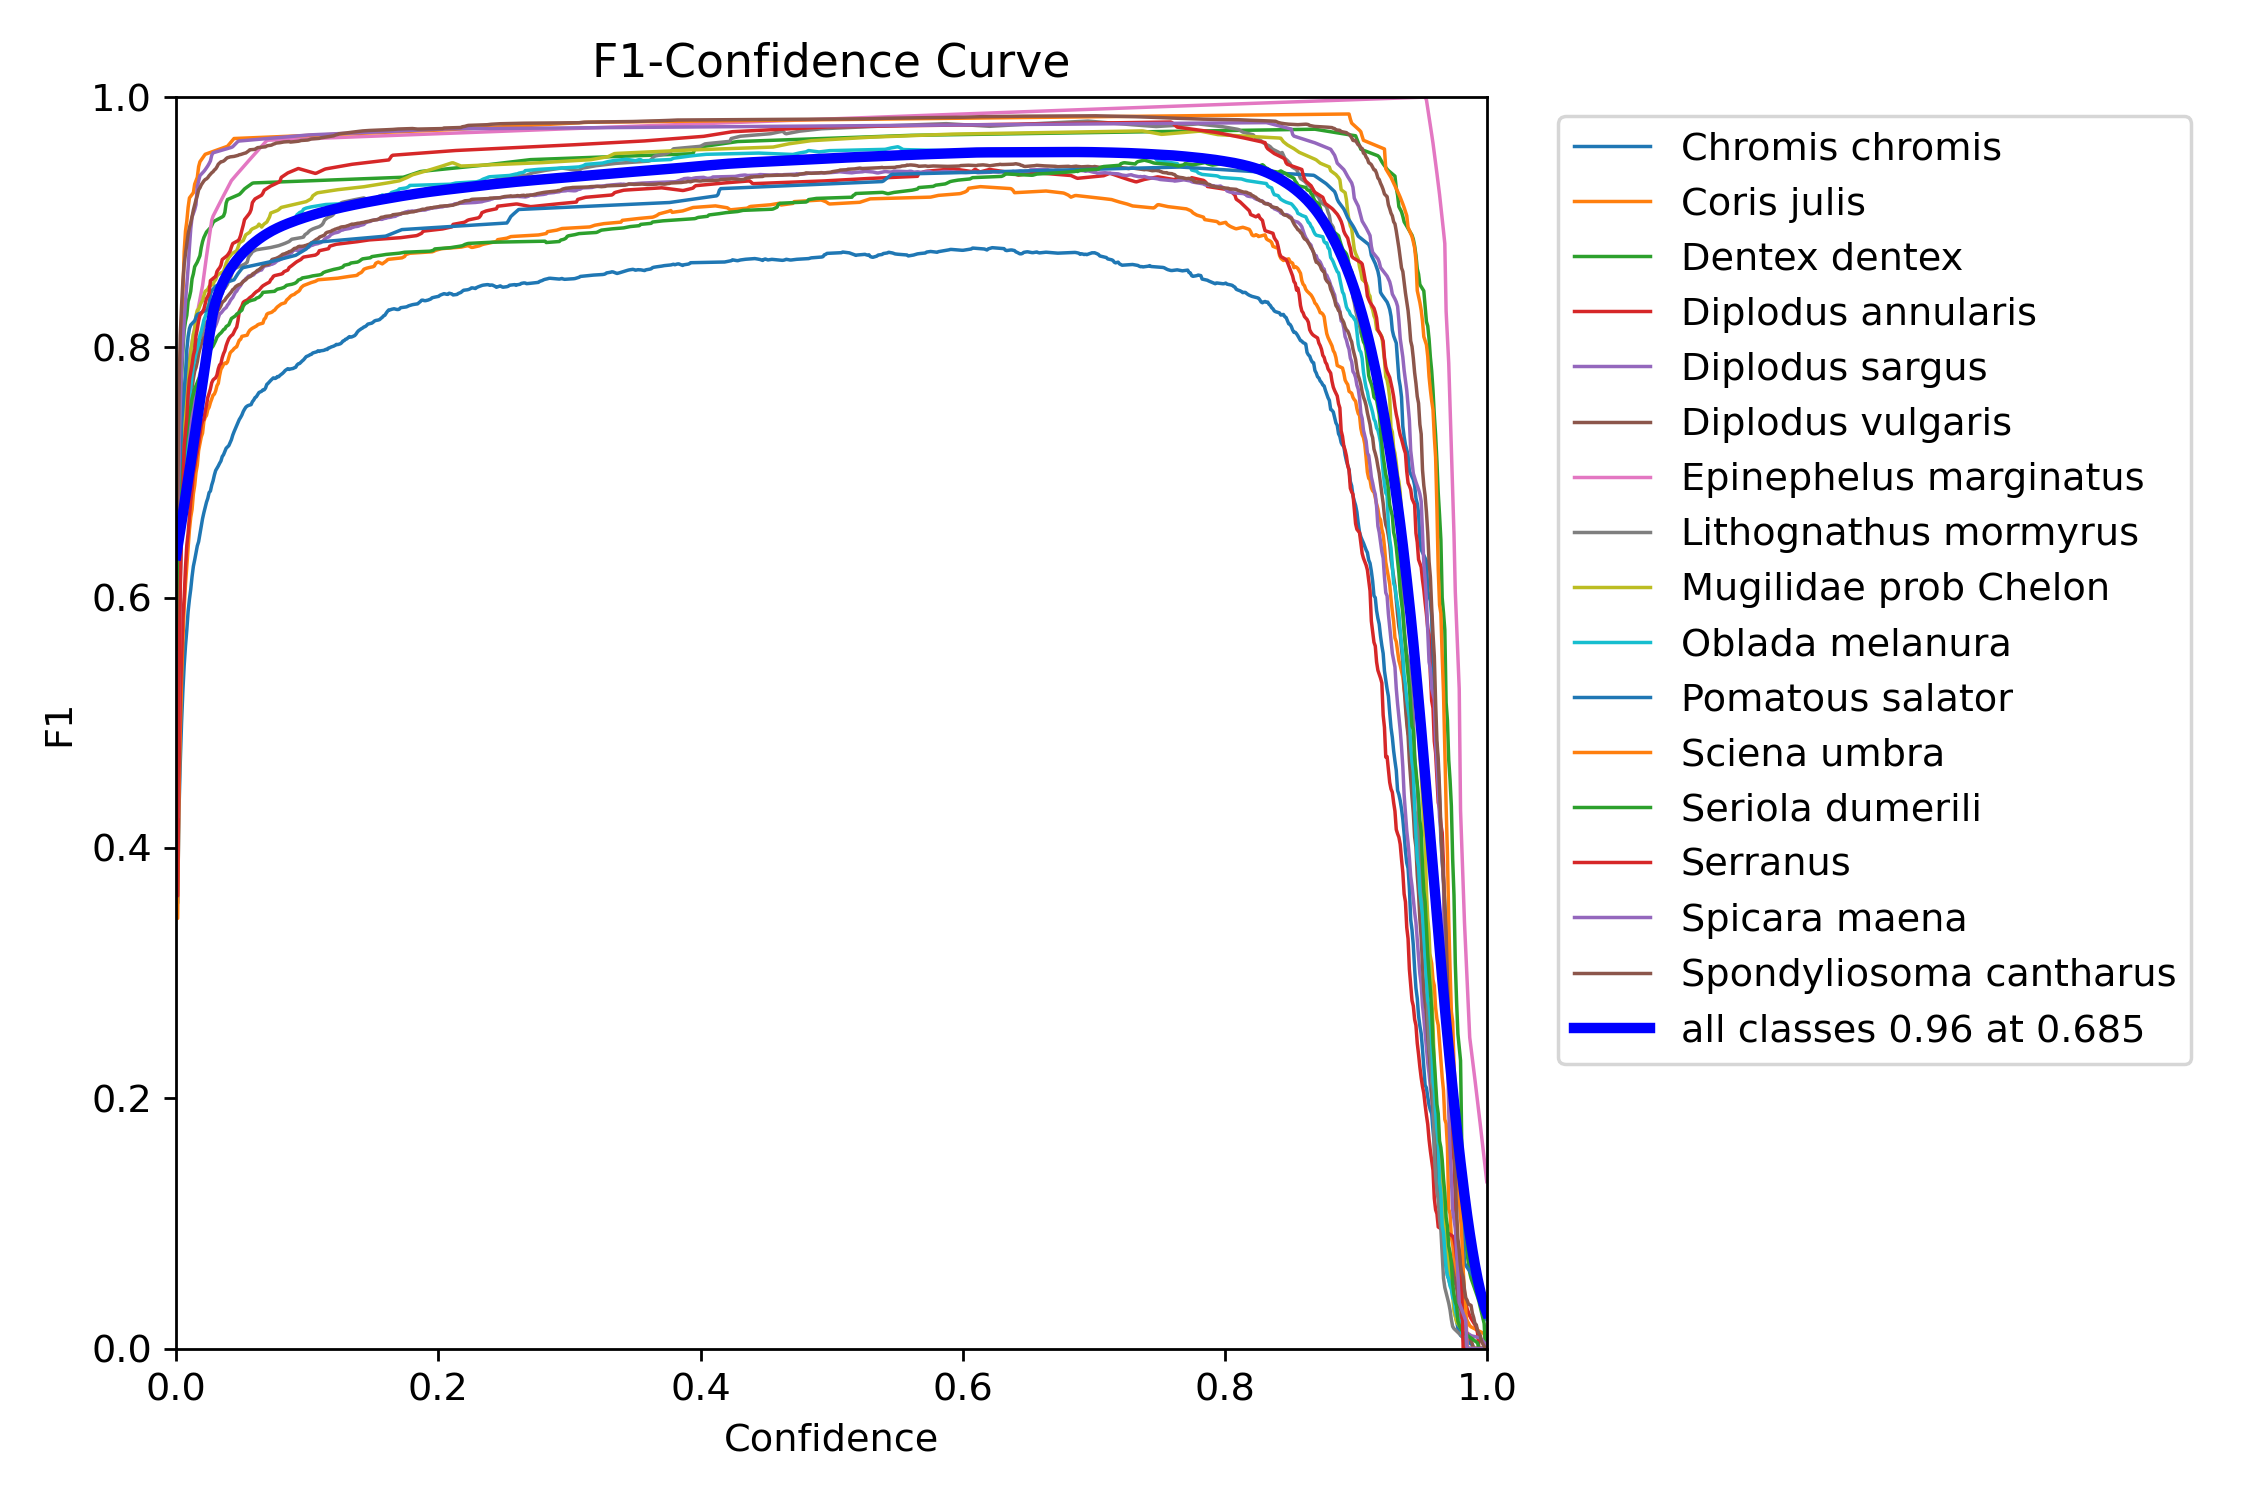 F1-Confidence Curve
1.0
0.8
0.6
0.4
0.2
0.0
F1
0.0 0.2 0.4 0.6 0.8 1.0
Confidence
Chromis chromis
Coris julis
Dentex dentex
Diplodus annularis
Diplodus sargus
Diplodus vulgaris
Epinephelus marginatus
Lithognathus mormyrus
Mugilidae prob Chelon
Oblada melanura
Pomatous salator
Sciena umbra
Seriola dumerili
Serranus
Spicara maena
Spondyliosoma cantharus
all classes 0.96 at 0.685